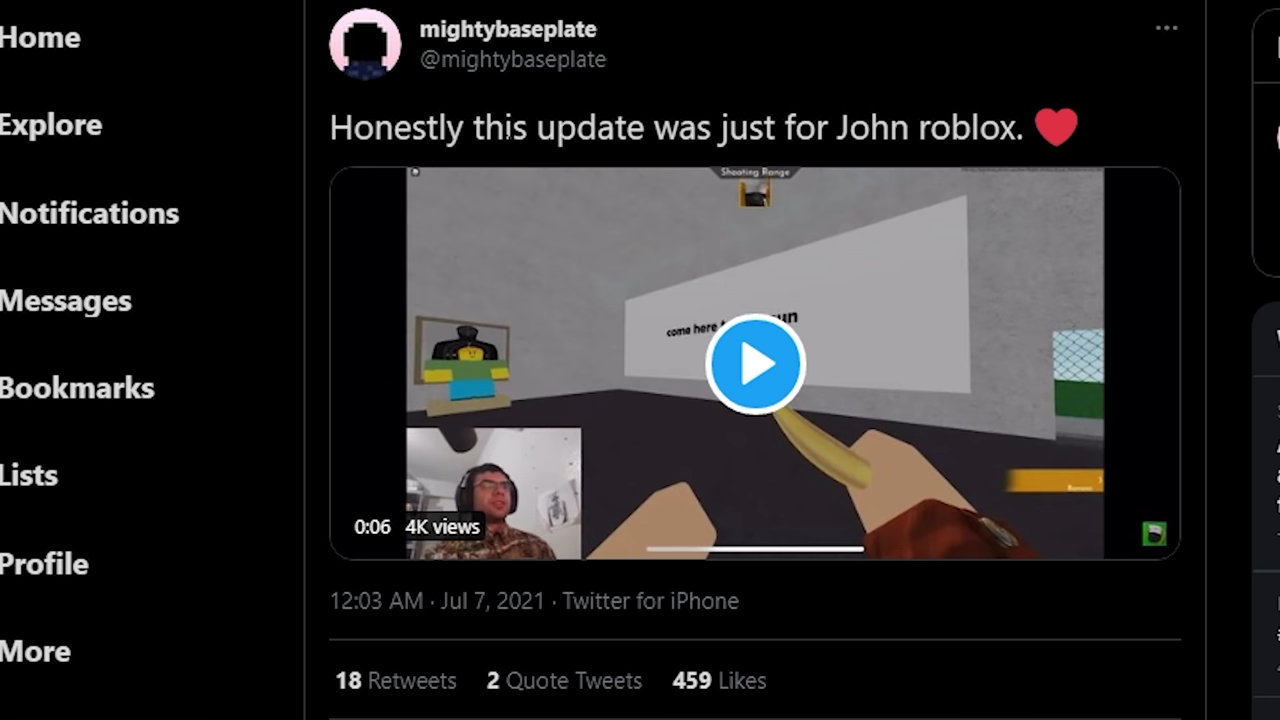 Home
Explore
Notifications
Messages
Bookmarks
Lists
Profile
More
mightybaseplate
@mightybaseplate
Honestly this update was just for John roblox. ❤️
Shooting Range
come here
0:06 4K views
12:03 AM · Jul 7, 2021 · Twitter for iPhone
18 Retweets 2 Quote Tweets 459 Likes